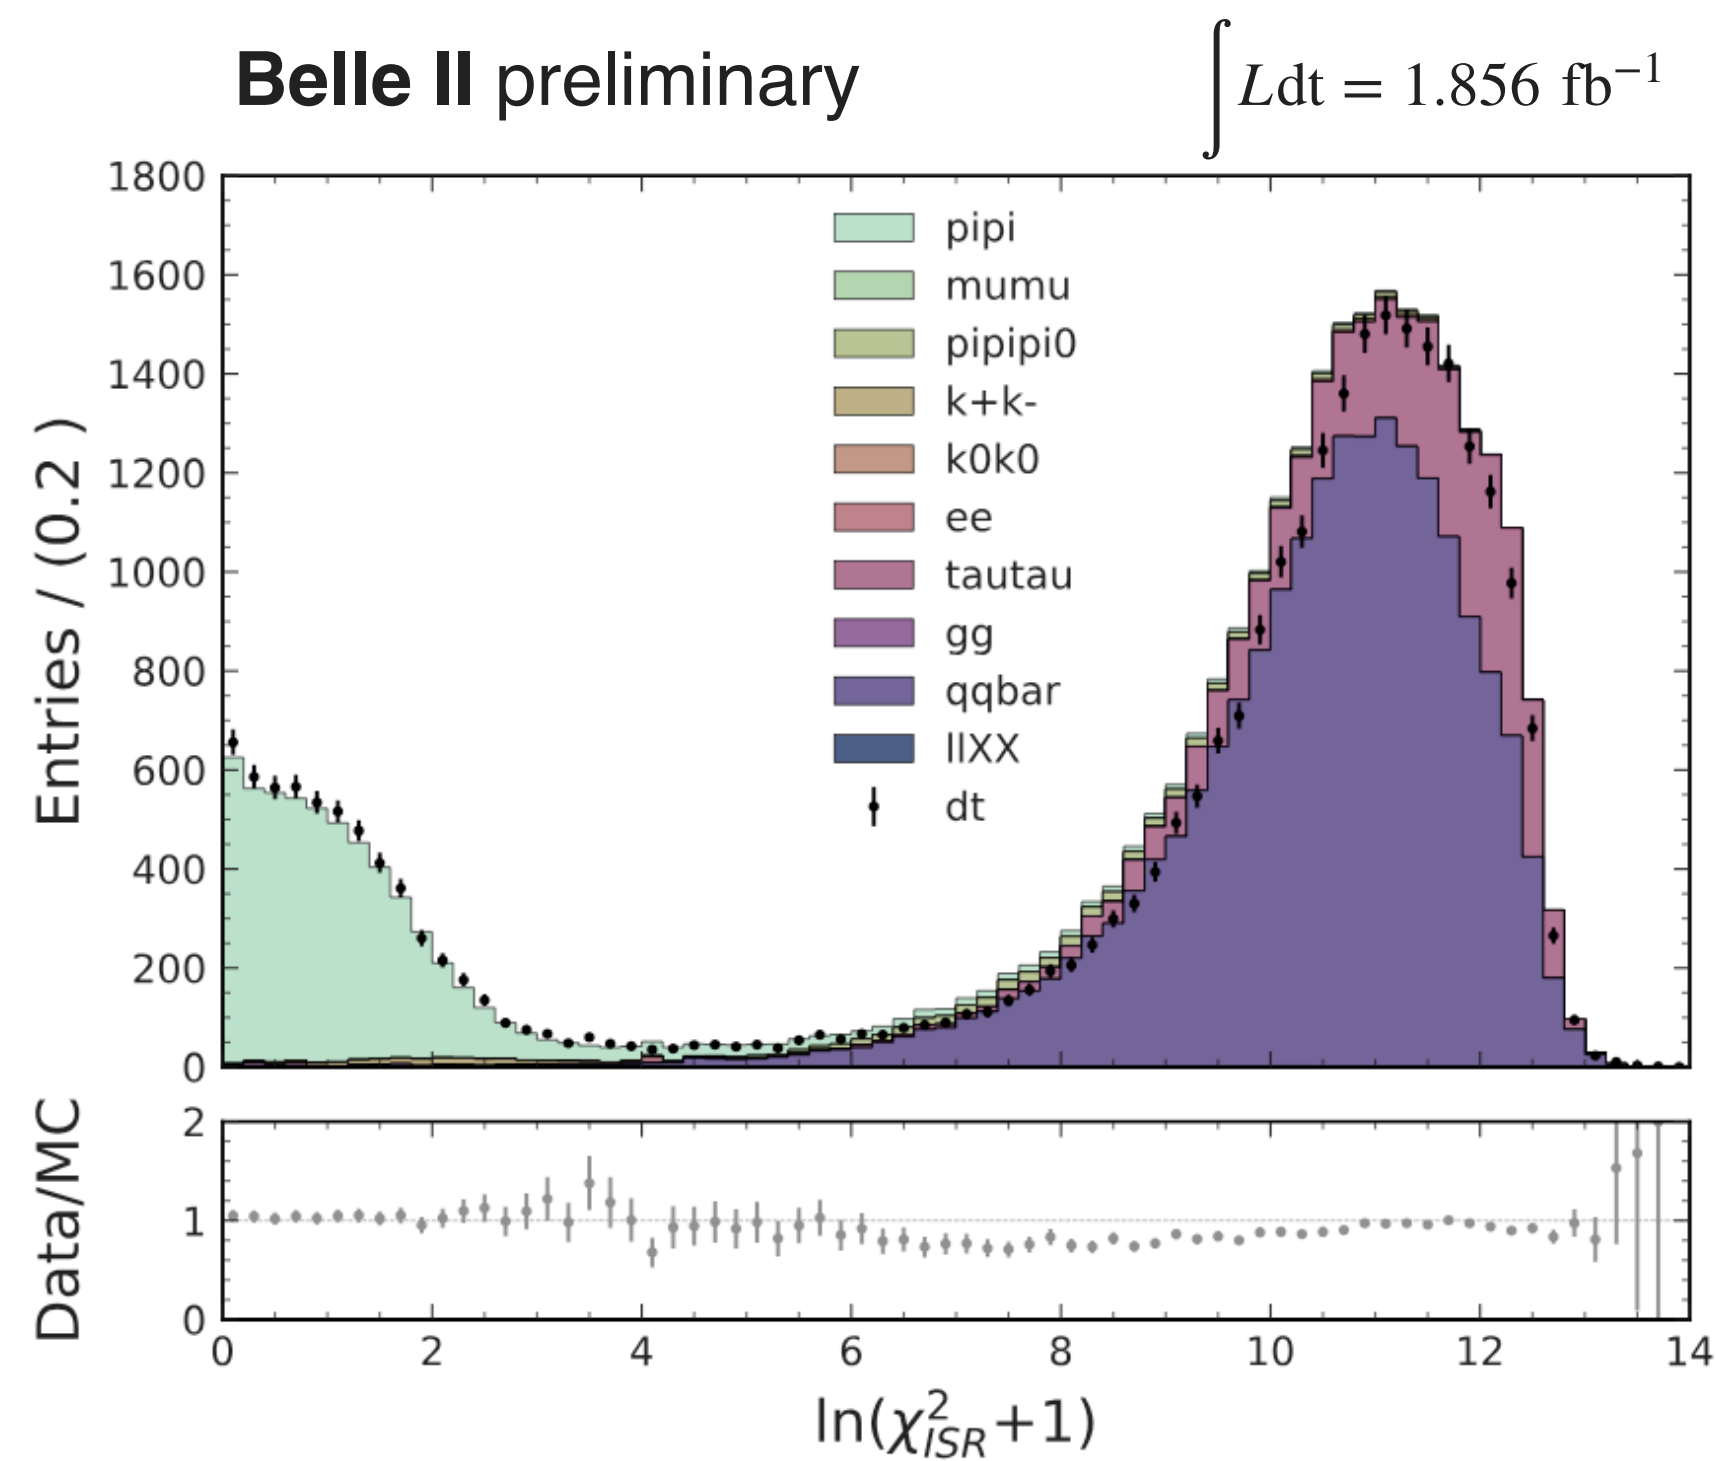 Belle II preliminary
∫Ldt = 1.856 fb⁻¹
Entries / (0.2 )
1800
1600
1400
1200
1000
800
600
400
200
0
pipi
mumu
pipipi0
k+k-
k0k0
ee
tautau
gg
qqbar
llXX
dt
Data/MC
2
1
0
0 2 4 6 8 10 12 14
ln(χ²_ISR+1)